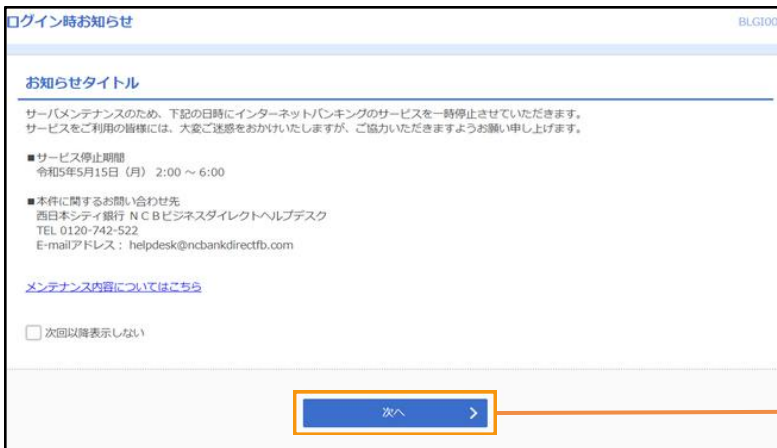 ログイン時お知らせ
BLGI00
お知らせタイトル
サーバメンテナンスのため、下記の日時にインターネットバンキングのサービスを一時停止させていただきます。
サービスをご利用の皆様には、大変ご迷惑をおかけいたしますが、ご協力いただきますようお願い申し上げます。
■サービス停止期間
令和5年5月15日（月） 2:00 ～ 6:00
■本件に関するお問い合わせ先
西日本シティ銀行 ＮＣＢビジネスダイレクトヘルプデスク
TEL 0120-742-522
E-mailアドレス： helpdesk@ncbankdirectfb.com
メンテナンス内容についてはこちら
次回以降表示しない
次へ